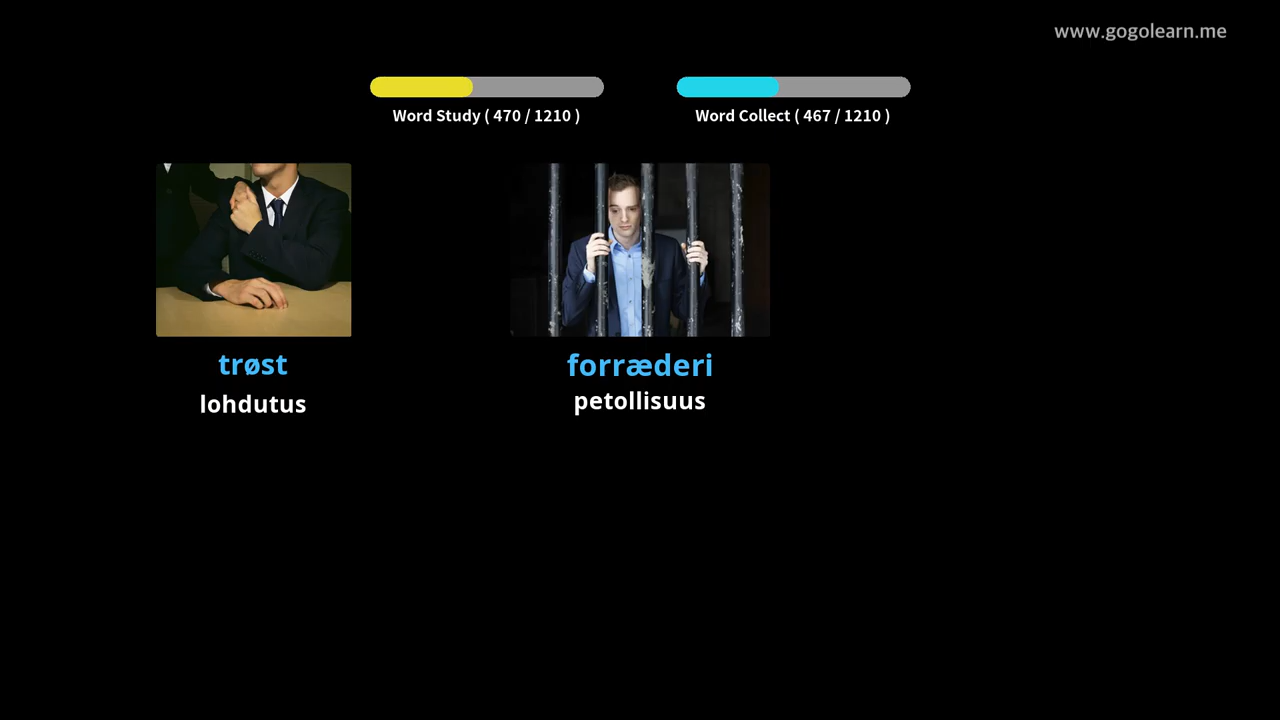 www.gogolearn.me
Word Study ( 470 / 1210 )
Word Collect ( 467 / 1210 )
trøst
lohdutus
forræderi
petollisuus